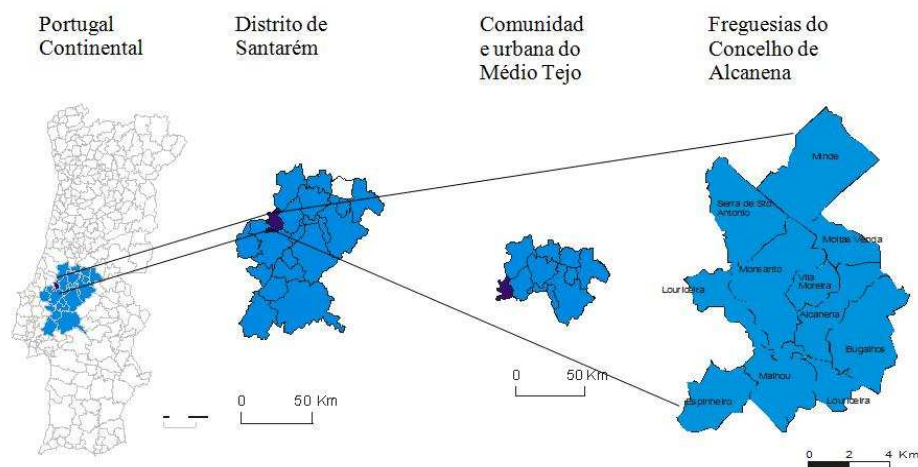 Portugal
Continental
Distrito de
Santarém
Comunidad
e urbana do
Médio Tejo
Freguesias do
Concelho de
Alcanena
Minde
Serra de Sto
Antonio
Moitas Venda
Monsanto
Vila
Moreira
Louriceira
Alcanena
Bugalhos
Malhou
Espinheiro
Louriceira
0 50 Km
0 50 Km
0 2 4 Km